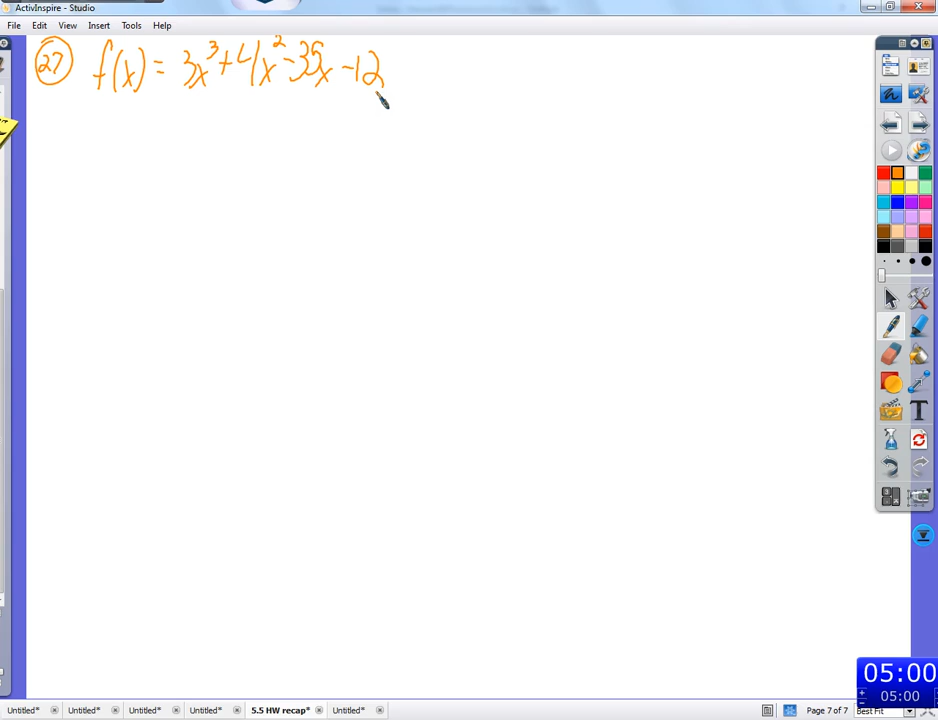 ActivInspire - Studio
File Edit View Insert Tools Help
27 f(x) = 3x³+4x²-35x-12
05:00
05:00
Untitled* Untitled* Untitled* Untitled* 5.5 HW recap* Untitled* Page 7 of 7 Best Fit